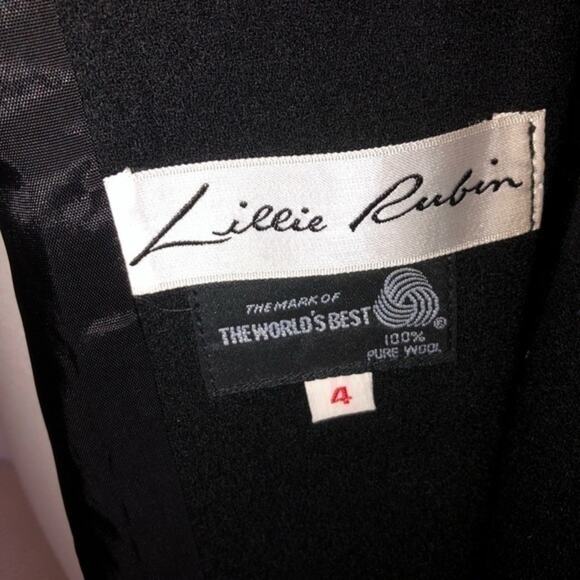 Lillie Rubin
THE MARK OF
THE WORLD'S BEST
®
100%
PURE WOOL
4